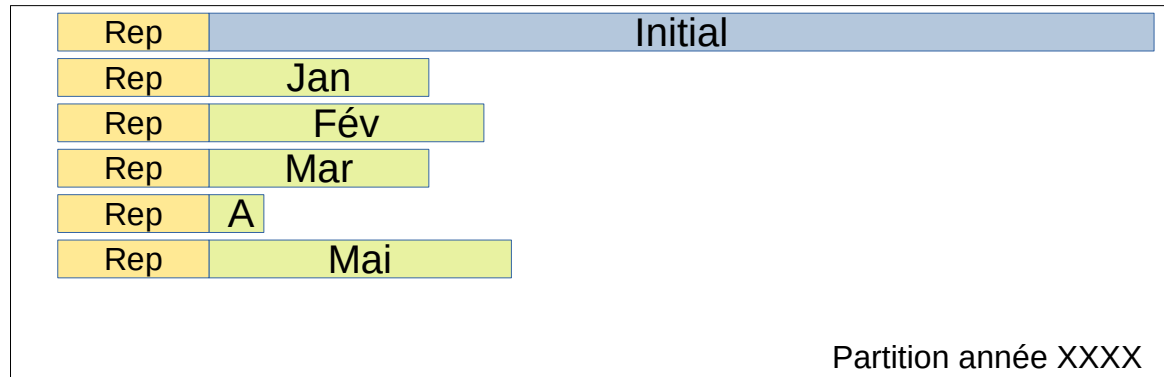 Rep Initial
Rep Jan
Rep Fév
Rep Mar
Rep A
Rep Mai
Partition année XXXX